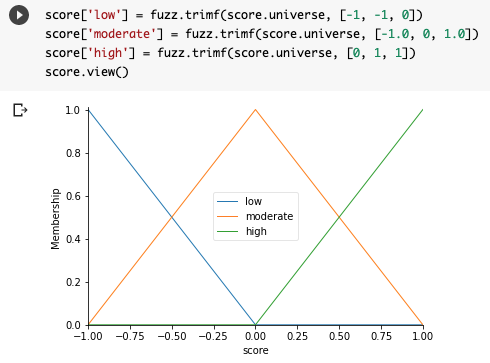 score['low'] = fuzz.trimf(score.universe, [-1, -1, 0])
score['moderate'] = fuzz.trimf(score.universe, [-1.0, 0, 1.0])
score['high'] = fuzz.trimf(score.universe, [0, 1, 1])
score.view()
1.0
0.8
0.6
0.4
0.2
0.0
Membership
low
moderate
high
−1.00 −0.75 −0.50 −0.25 0.00 0.25 0.50 0.75 1.00
score